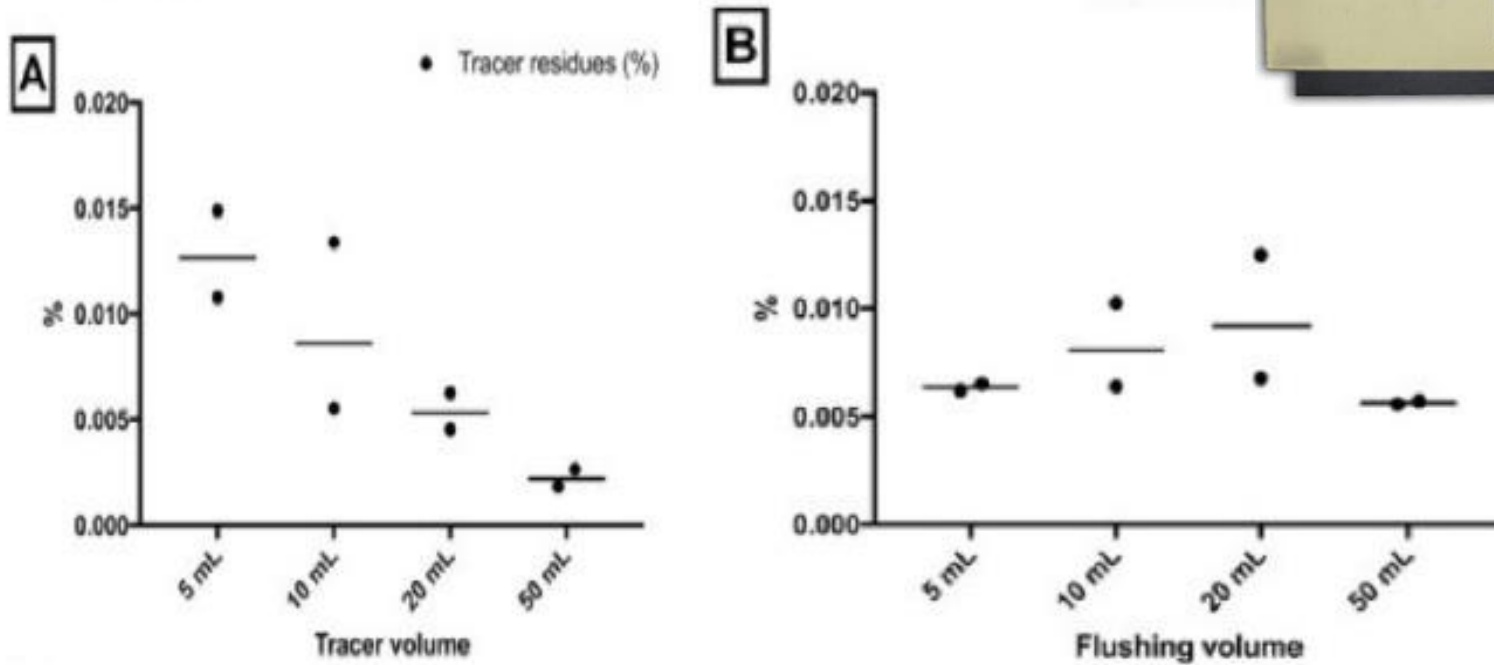 A
Tracer residues (%)
0.020
0.015
0.010
0.005
0.000
%
5 mL
10 mL
20 mL
50 mL
Tracer volume
B
0.020
0.015
0.010
0.005
0.000
%
5 mL
10 mL
20 mL
50 mL
Flushing volume